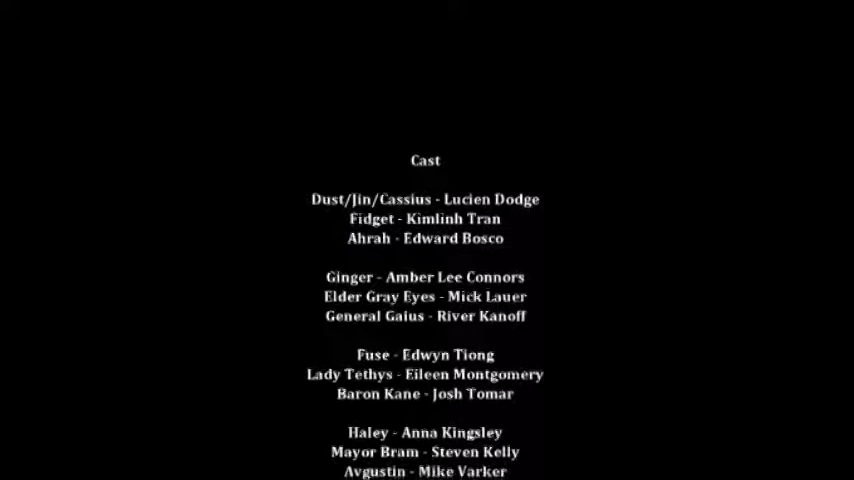 Cast
Dust/Jin/Cassius - Lucien Dodge
Fidget - Kimlinh Tran
Ahrah - Edward Bosco
Ginger - Amber Lee Connors
Elder Gray Eyes - Mick Lauer
General Gaius - River Kanoff
Fuse - Edwyn Tiong
Lady Tethys - Eileen Montgomery
Baron Kane - Josh Tomar
Haley - Anna Kingsley
Mayor Bram - Steven Kelly
Avgustin - Mike Varker